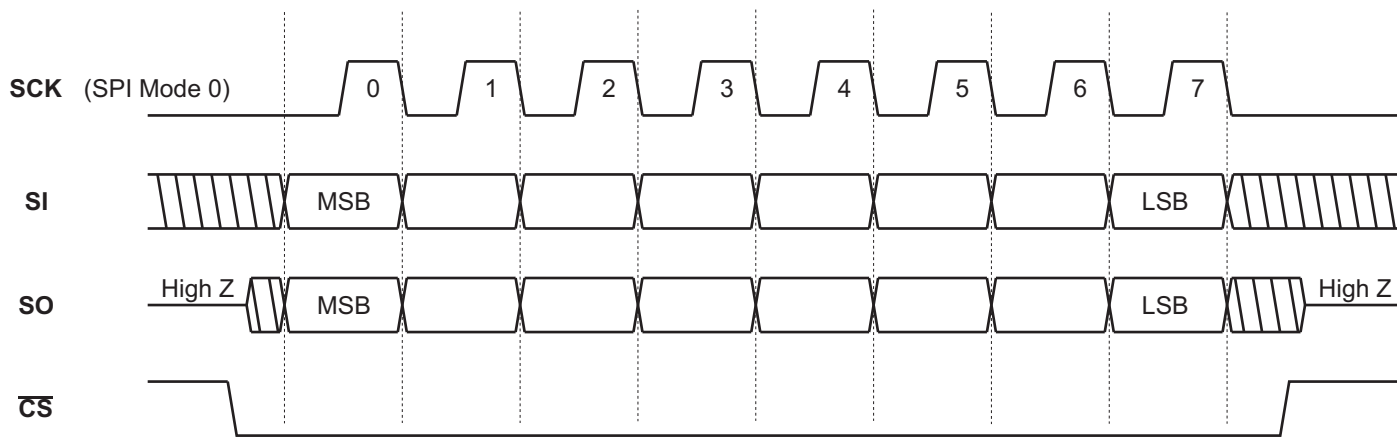 SCK (SPI Mode 0) 0 1 2 3 4 5 6 7
SI MSB LSB
SO High Z MSB LSB High Z
C̅S̅